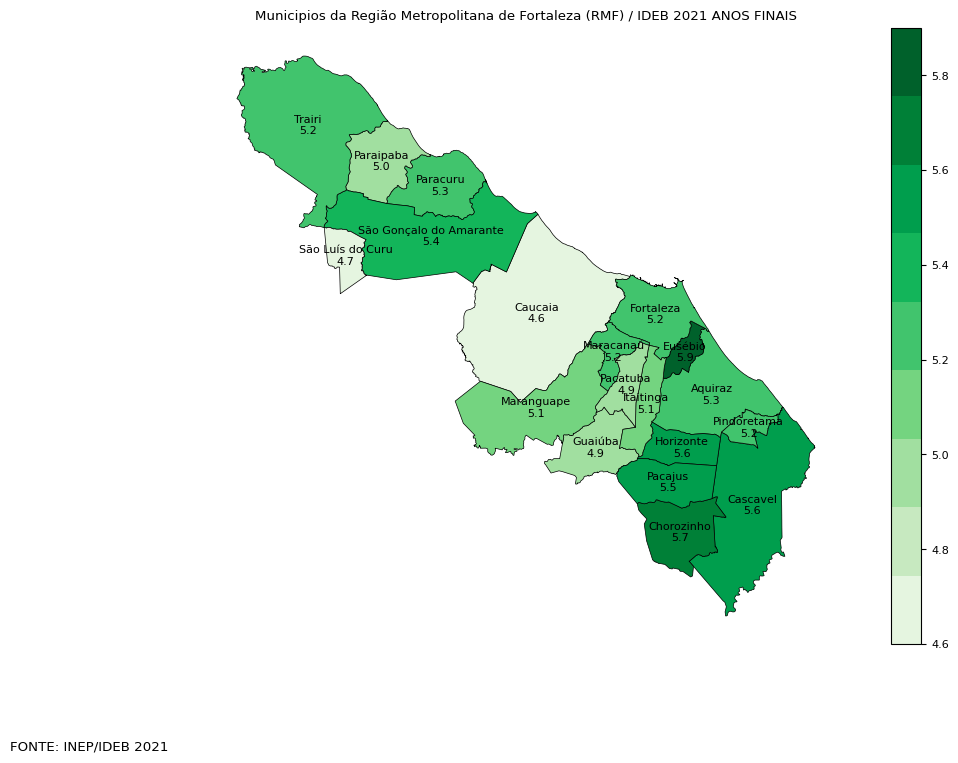 Municipios da Região Metropolitana de Fortaleza (RMF) / IDEB 2021 ANOS FINAIS
Trairi
5.2
Paraipaba
5.0
Paracuru
5.3
São Gonçalo do Amarante
5.4
São Luís do Curu
4.7
Caucaia
4.6
Fortaleza
5.2
Maracanaú
5.2
Eusébio
5.9
Pacatuba
4.9
Itaitinga
5.1
Aquiraz
5.3
Maranguape
5.1
Pindoretama
5.2
Guaiúba
4.9
Horizonte
5.6
Pacajus
5.5
Cascavel
5.6
Chorozinho
5.7
5.8
5.6
5.4
5.2
5.0
4.8
4.6
FONTE: INEP/IDEB 2021